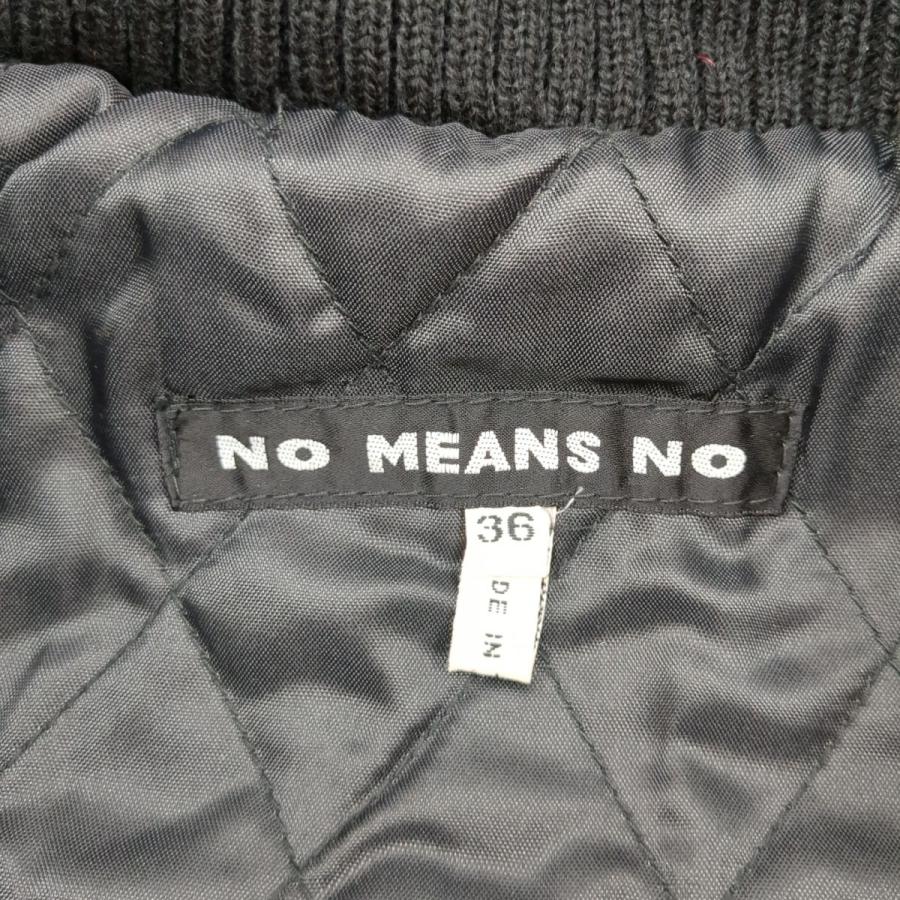 NO MEANS NO
36
DE IN